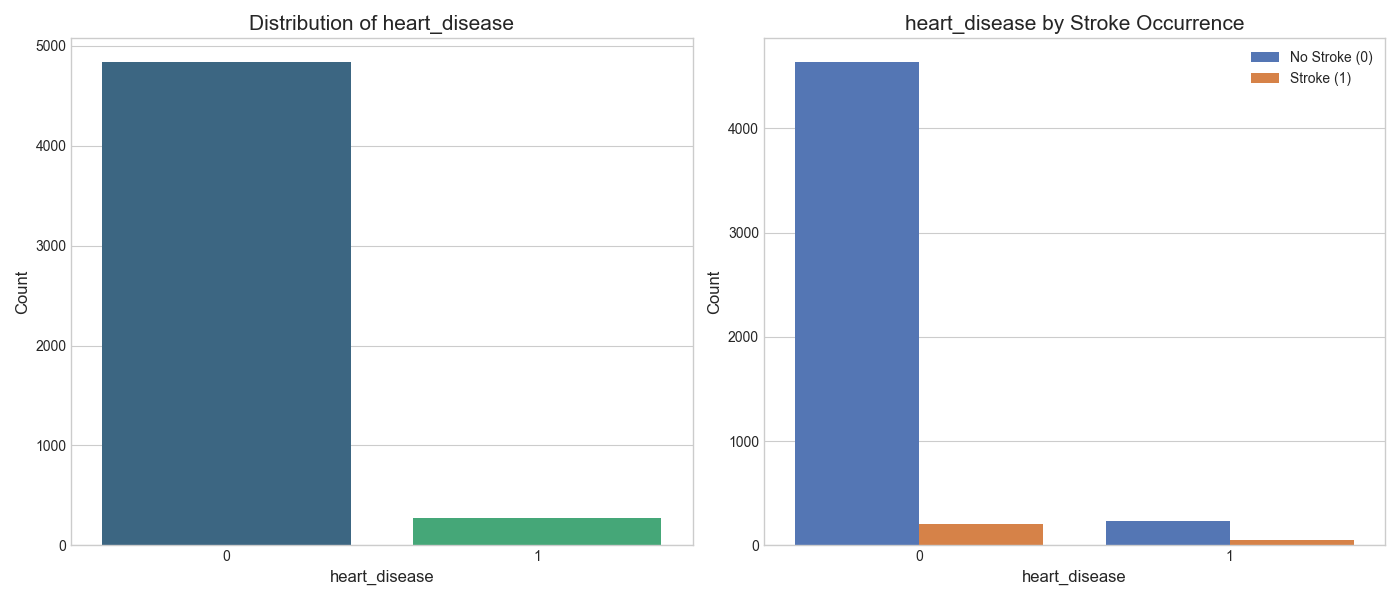 Distribution of heart_disease
5000
4000
3000
2000
1000
0
Count
0 1
heart_disease
heart_disease by Stroke Occurrence
No Stroke (0)
Stroke (1)
4000
3000
2000
1000
0
Count
0 1
heart_disease